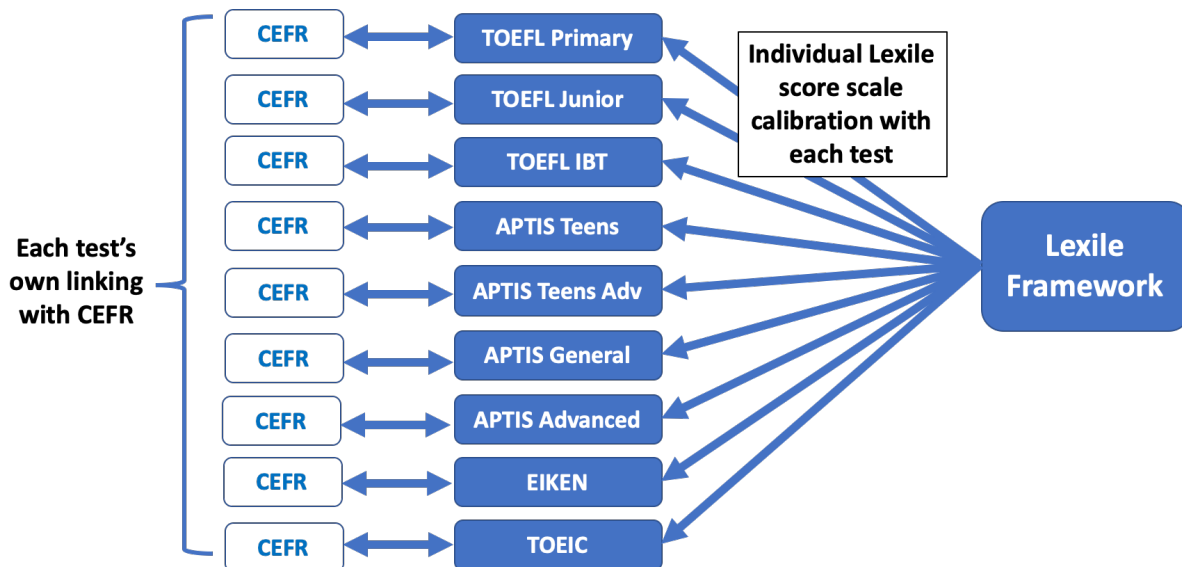 CEFR
TOEFL Primary
CEFR
TOEFL Junior
CEFR
TOEFL IBT
CEFR
APTIS Teens
CEFR
APTIS Teens Adv
CEFR
APTIS General
CEFR
APTIS Advanced
CEFR
EIKEN
CEFR
TOEIC
Each test’s
own linking
with CEFR
Individual Lexile
score scale
calibration with
each test
Lexile
Framework